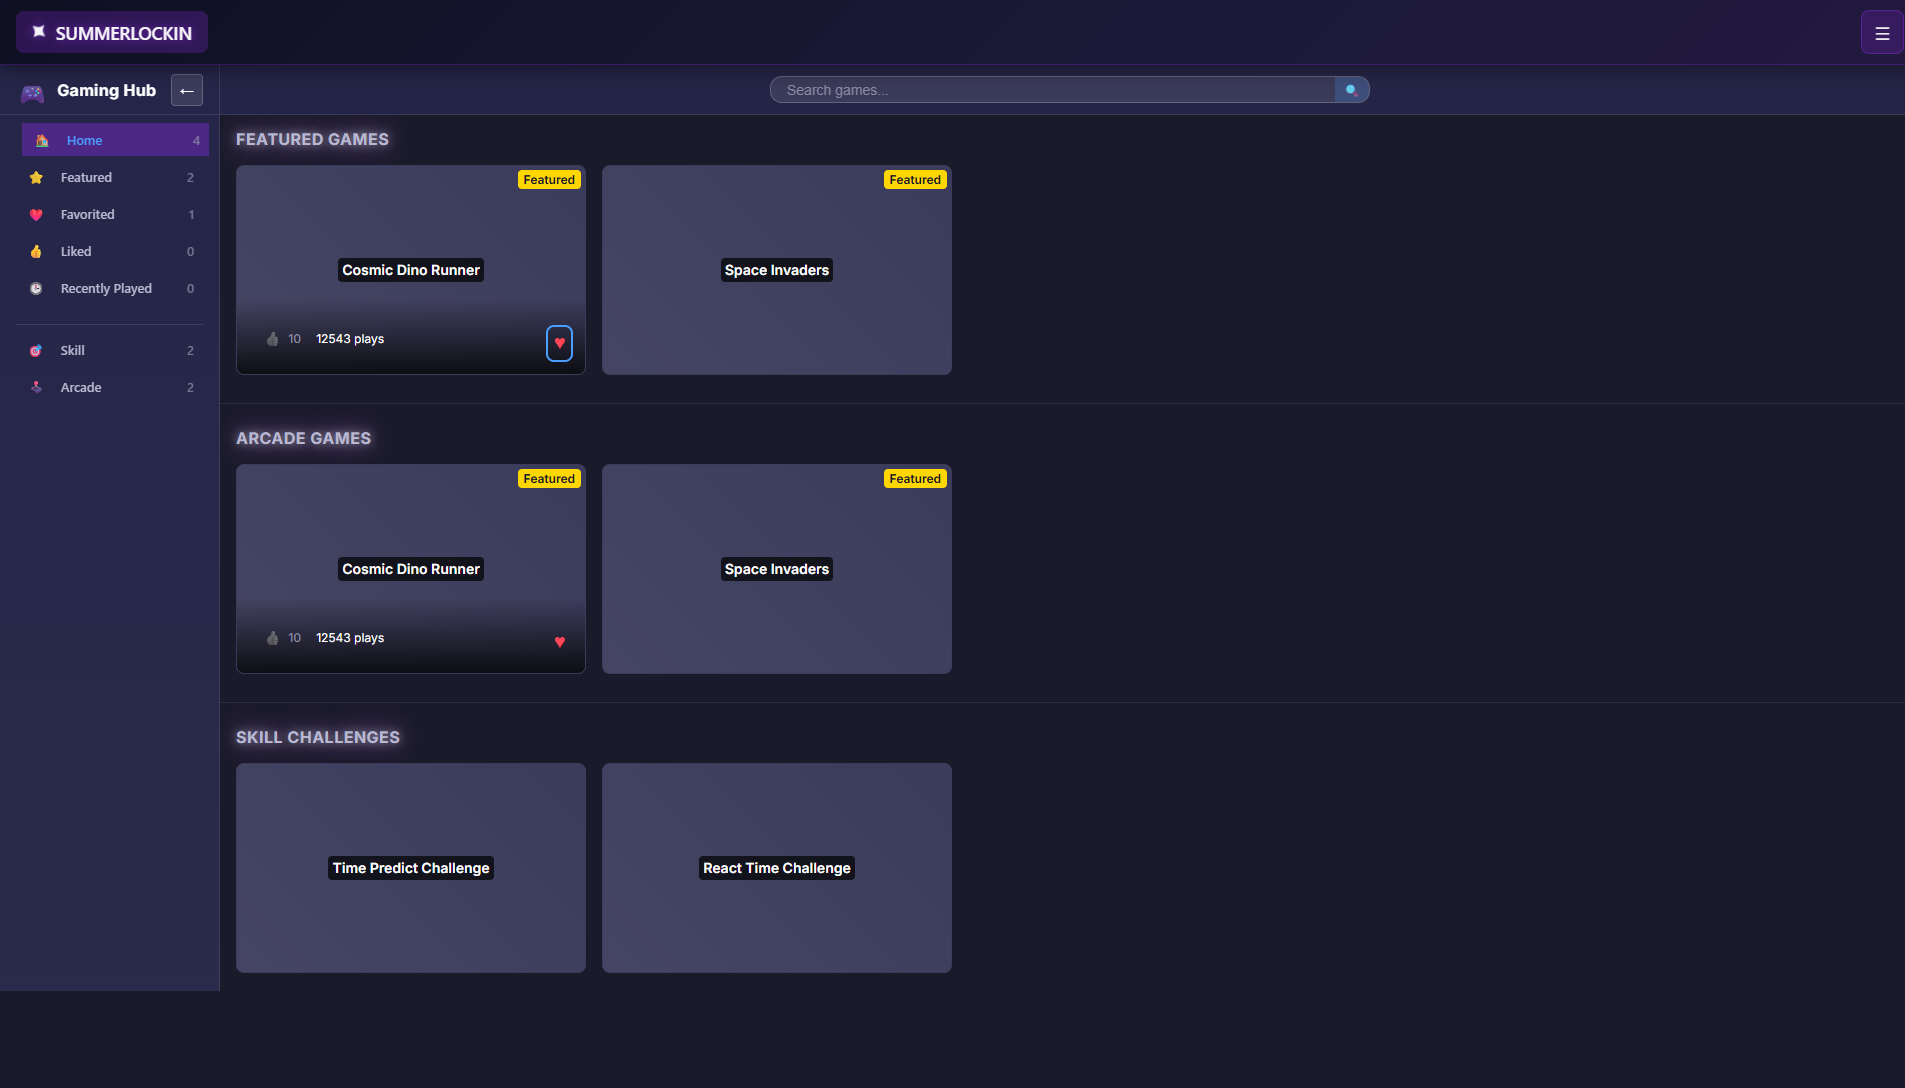 SUMMERLOCKIN
☰
Gaming Hub
←
Search games...
Home 4
Featured 2
Favorited 1
Liked 0
Recently Played 0
Skill 2
Arcade 2
FEATURED GAMES
Featured
Cosmic Dino Runner
10 12543 plays
♥
Featured
Space Invaders
ARCADE GAMES
Featured
Cosmic Dino Runner
10 12543 plays
♥
Featured
Space Invaders
SKILL CHALLENGES
Time Predict Challenge
React Time Challenge